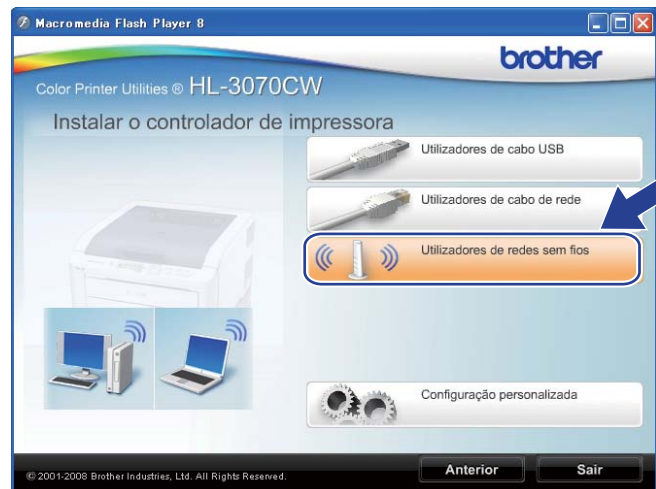 Macromedia Flash Player 8
brother
Color Printer Utilities ® HL-3070CW
Instalar o controlador de impressora
Utilizadores de cabo USB
Utilizadores de cabo de rede
Utilizadores de redes sem fios
Configuração personalizada
© 2001-2008 Brother Industries, Ltd. All Rights Reserved.
Anterior
Sair